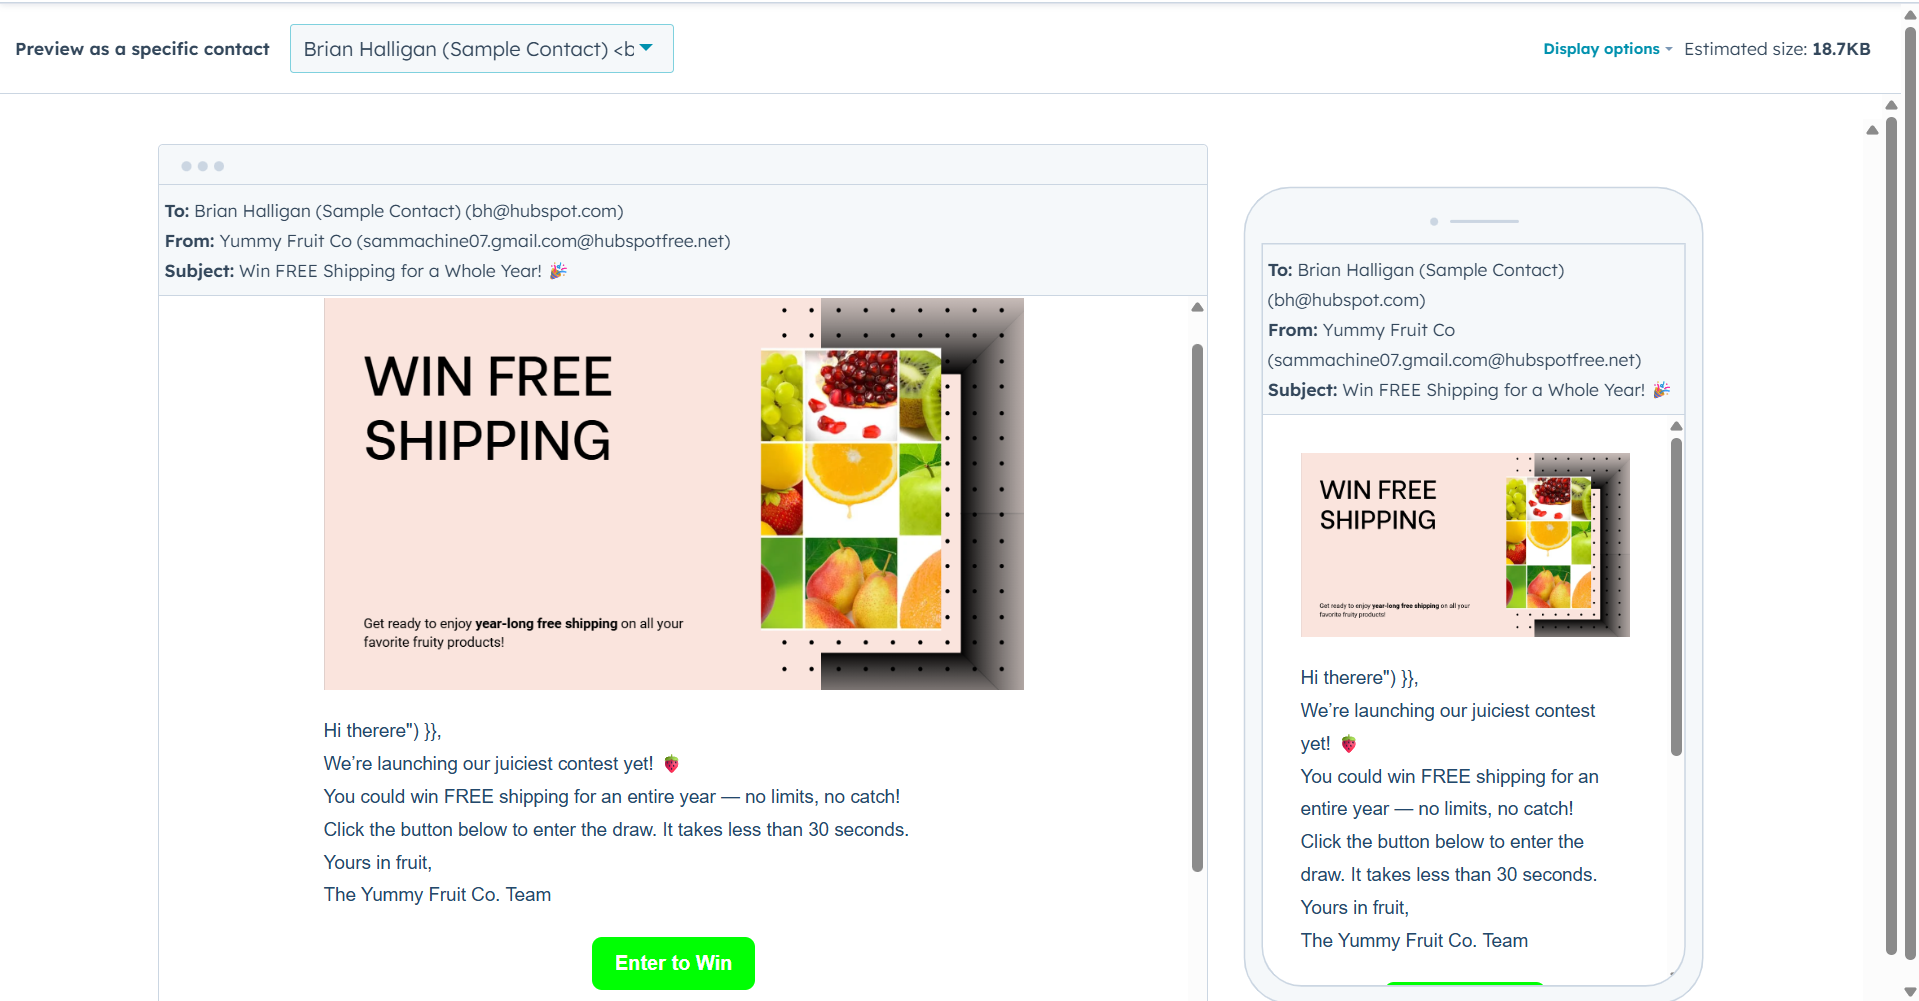 Preview as a specific contact
Brian Halligan (Sample Contact) <b
Display options
Estimated size: 18.7KB
To: Brian Halligan (Sample Contact) (bh@hubspot.com)
From: Yummy Fruit Co (sammachine07.gmail.com@hubspotfree.net)
Subject: Win FREE Shipping for a Whole Year! 🎉
WIN FREE
SHIPPING
Get ready to enjoy year-long free shipping on all your
favorite fruity products!
Hi therere") }},
We’re launching our juiciest contest yet! 🍓
You could win FREE shipping for an entire year — no limits, no catch!
Click the button below to enter the draw. It takes less than 30 seconds.
Yours in fruit,
The Yummy Fruit Co. Team
Enter to Win
To: Brian Halligan (Sample Contact)
(bh@hubspot.com)
From: Yummy Fruit Co
(sammachine07.gmail.com@hubspotfree.net)
Subject: Win FREE Shipping for a Whole Year! 🎉
WIN FREE
SHIPPING
Get ready to enjoy year-long free shipping on all your
favorite fruity products!
Hi therere") }},
We’re launching our juiciest contest
yet! 🍓
You could win FREE shipping for an
entire year — no limits, no catch!
Click the button below to enter the
draw. It takes less than 30 seconds.
Yours in fruit,
The Yummy Fruit Co. Team